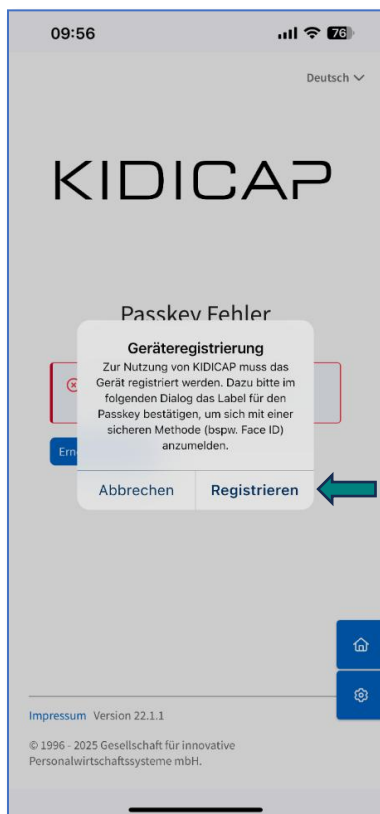 09:56
76
Deutsch
KIDICAP
Passkey Fehler
Geräteregistrierung
Zur Nutzung von KIDICAP muss das
Gerät registriert werden. Dazu bitte im
folgenden Dialog das Label für den
Passkey bestätigen, um sich mit einer
sicheren Methode (bspw. Face ID)
anzumelden.
Abbrechen Registrieren
Impressum Version 22.1.1
© 1996 - 2025 Gesellschaft für innovative
Personalwirtschaftssysteme mbH.